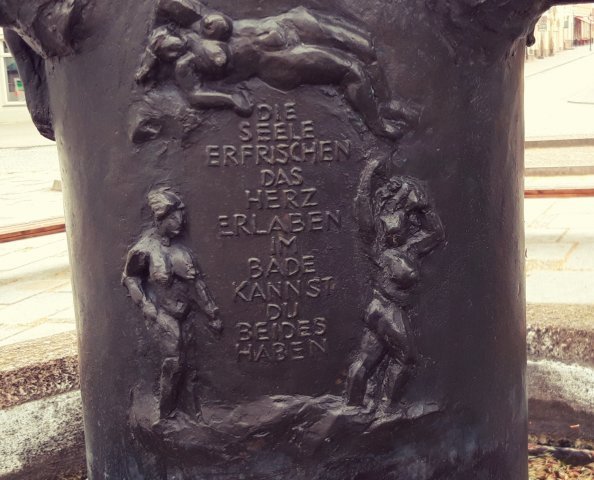 DIE
SEELE
ERFRISCHEN
DAS
HERZ
ERLABEN
IM
BADE
KANNST
DU
BEIDES
HABEN